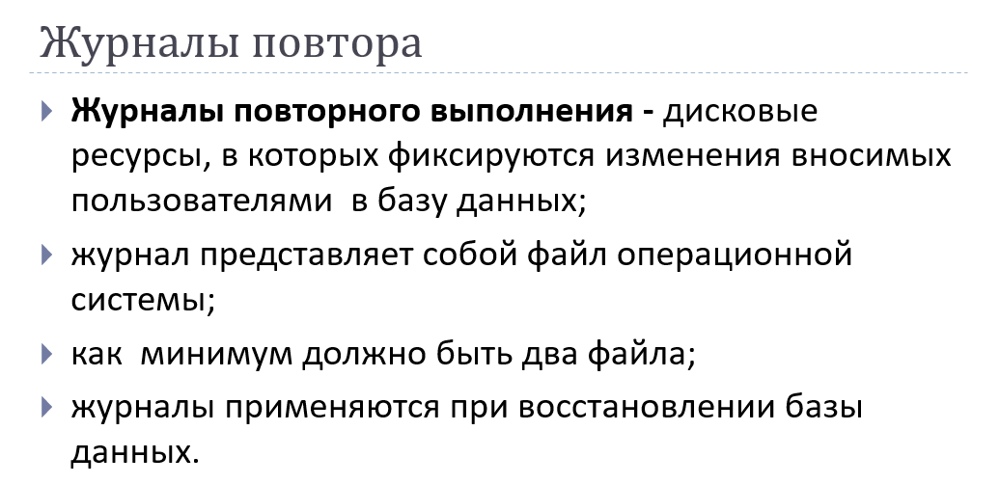 Журналы повтора
Журналы повторного выполнения - дисковые
ресурсы, в которых фиксируются изменения вносимых
пользователями  в базу данных;
журнал представляет собой файл операционной
системы;
как  минимум должно быть два файла;
журналы применяются при восстановлении базы
данных.